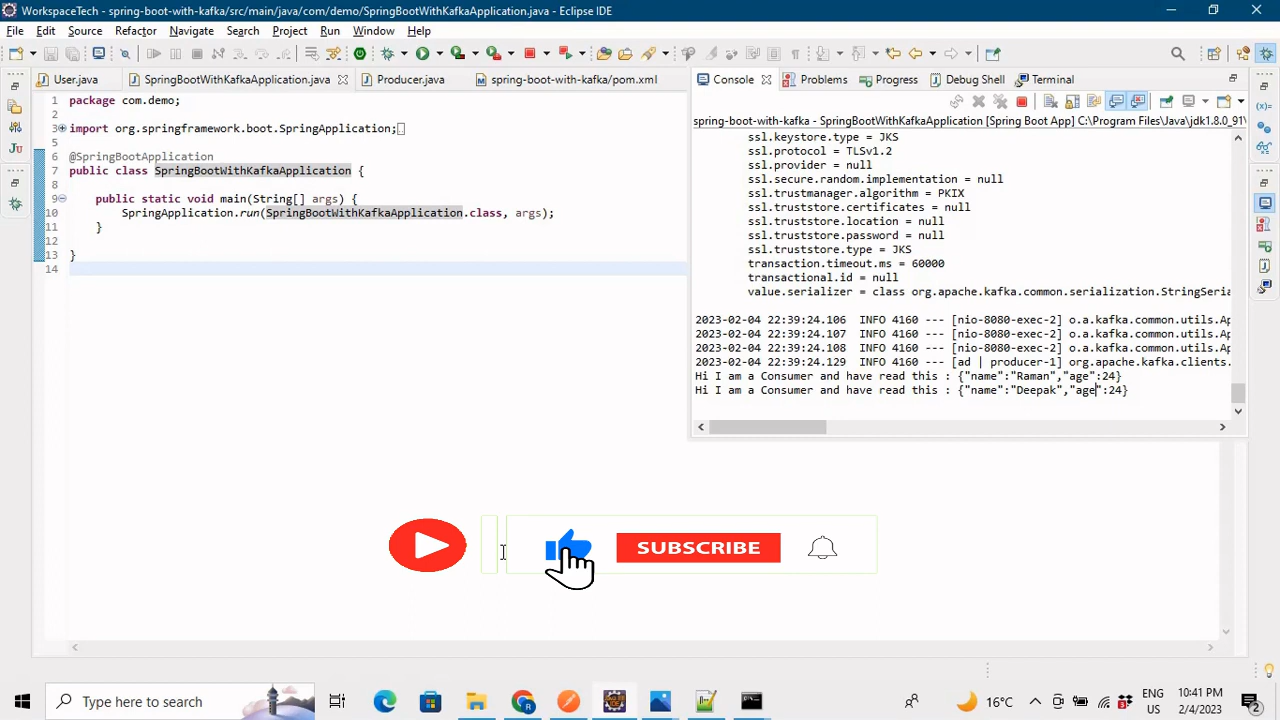 WorkspaceTech - spring-boot-with-kafka/src/main/java/com/demo/SpringBootWithKafkaApplication.java - Eclipse IDE
File Edit Source Refactor Navigate Search Project Run Window Help
User.java SpringBootWithKafkaApplication.java Producer.java spring-boot-with-kafka/pom.xml
1 package com.demo;
2
3 import org.springframework.boot.SpringApplication;
5
6 @SpringBootApplication
7 public class SpringBootWithKafkaApplication {
8
9 public static void main(String[] args) {
10 SpringApplication.run(SpringBootWithKafkaApplication.class, args);
11 }
12
13 }
14
Console Problems Progress Debug Shell Terminal
spring-boot-with-kafka - SpringBootWithKafkaApplication [Spring Boot App] C:\Program Files\Java\jdk1.8.0_91\
ssl.keystore.type = JKS
ssl.protocol = TLSv1.2
ssl.provider = null
ssl.secure.random.implementation = null
ssl.trustmanager.algorithm = PKIX
ssl.truststore.certificates = null
ssl.truststore.location = null
ssl.truststore.password = null
ssl.truststore.type = JKS
transaction.timeout.ms = 60000
transactional.id = null
value.serializer = class org.apache.kafka.common.serialization.StringSeria
2023-02-04 22:39:24.106 INFO 4160 --- [nio-8080-exec-2] o.a.kafka.common.utils.Ap
2023-02-04 22:39:24.107 INFO 4160 --- [nio-8080-exec-2] o.a.kafka.common.utils.Ap
2023-02-04 22:39:24.108 INFO 4160 --- [nio-8080-exec-2] o.a.kafka.common.utils.Ap
2023-02-04 22:39:24.129 INFO 4160 --- [ad | producer-1] org.apache.kafka.clients.
Hi I am a Consumer and have read this : {"name":"Raman","age":24}
Hi I am a Consumer and have read this : {"name":"Deepak","age":24}
SUBSCRIBE
Type here to search
16°C
ENG
US
10:41 PM
2/4/2023
2